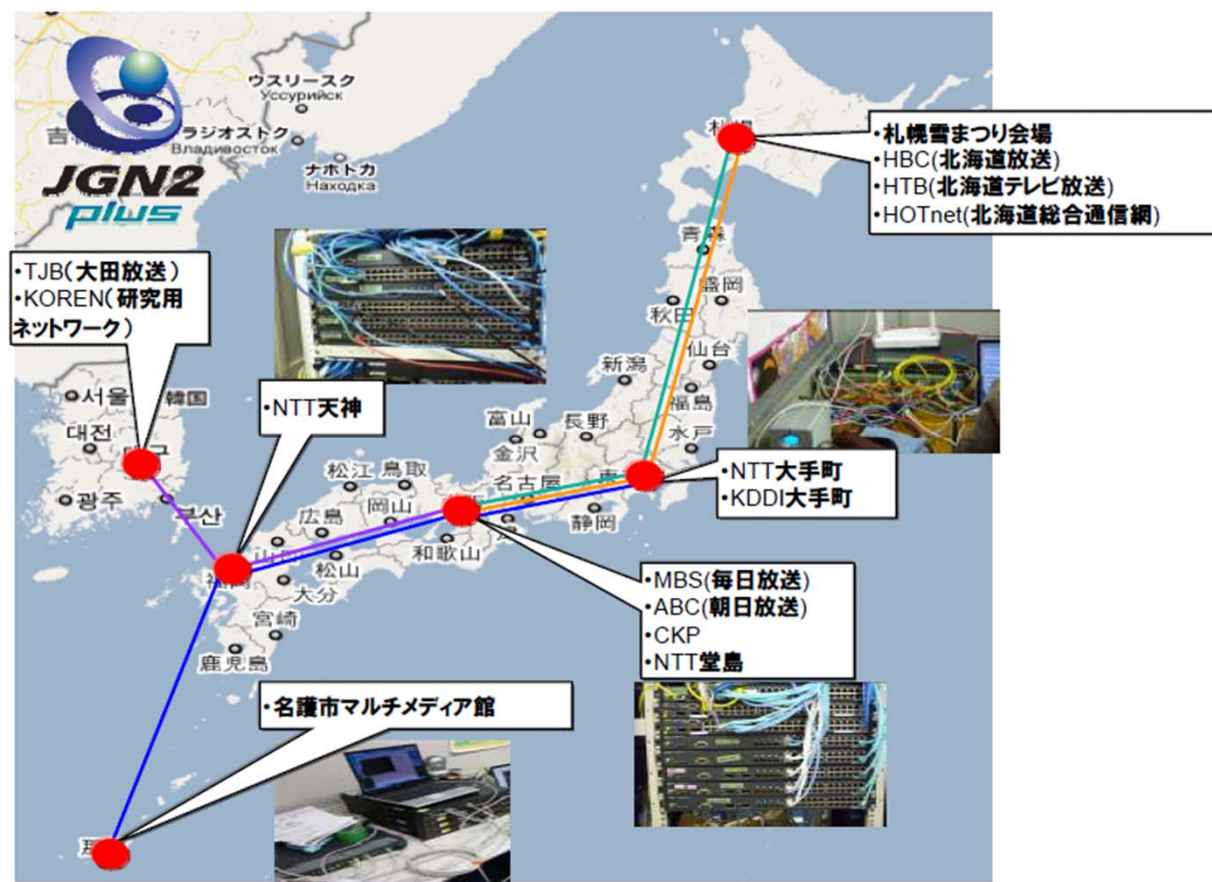 ウスリースク
Уссурийск
ラジオストク
Владивосток
ナホトカ
Находка
JGN2
plus
・札幌雪まつり会場
・HBC(北海道放送)
・HTB(北海道テレビ放送)
・HOTnet(北海道総合通信網)
青森
盛岡
秋田
仙台
新潟
福島
・TJB(大田放送)
・KOREN(研究用
ネットワーク)
서울
韓国
대전
광주
부산
・NTT天神
富山
長野
水戸
金沢
名古屋
静岡
・NTT大手町
・KDDI大手町
松江
鳥取
岡山
広島
和歌山
松山
大分
宮崎
鹿児島
・MBS(毎日放送)
・ABC(朝日放送)
・CKP
・NTT堂島
・名護市マルチメディア館